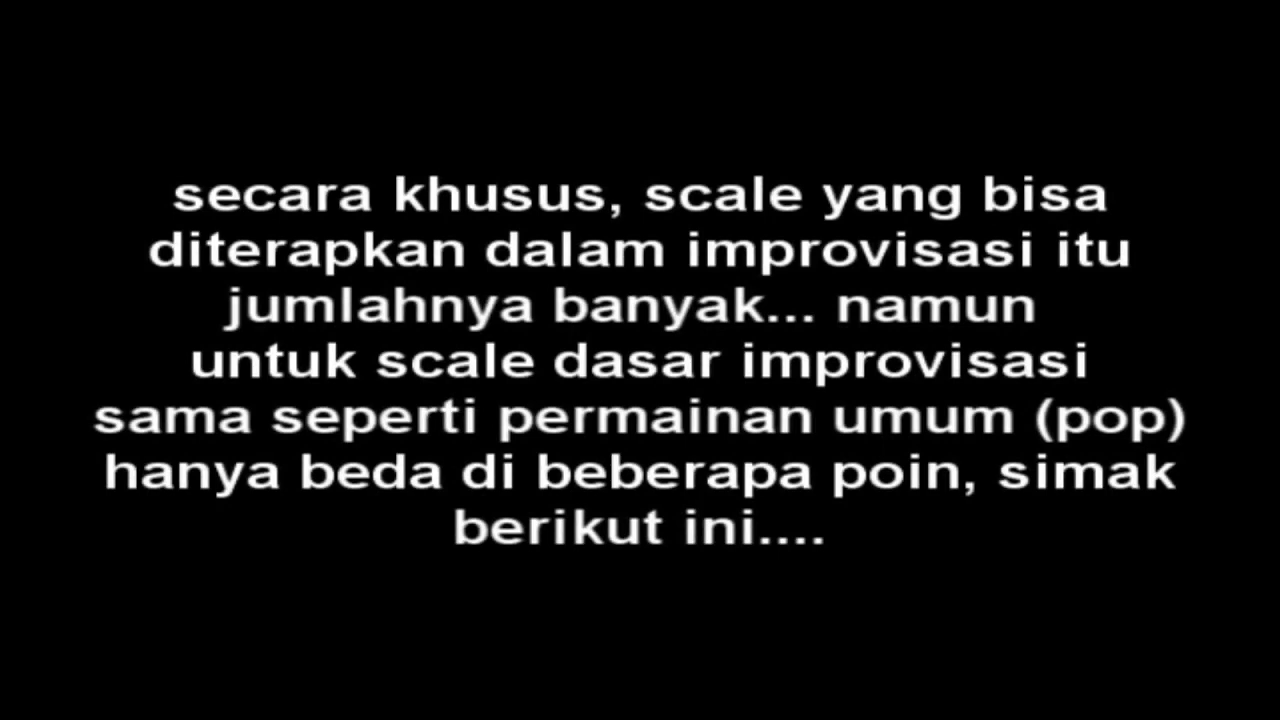 secara khusus, scale yang bisa
diterapkan dalam improvisasi itu
jumlahnya banyak... namun
untuk scale dasar improvisasi
sama seperti permainan umum (pop)
hanya beda di beberapa poin, simak
berikut ini....